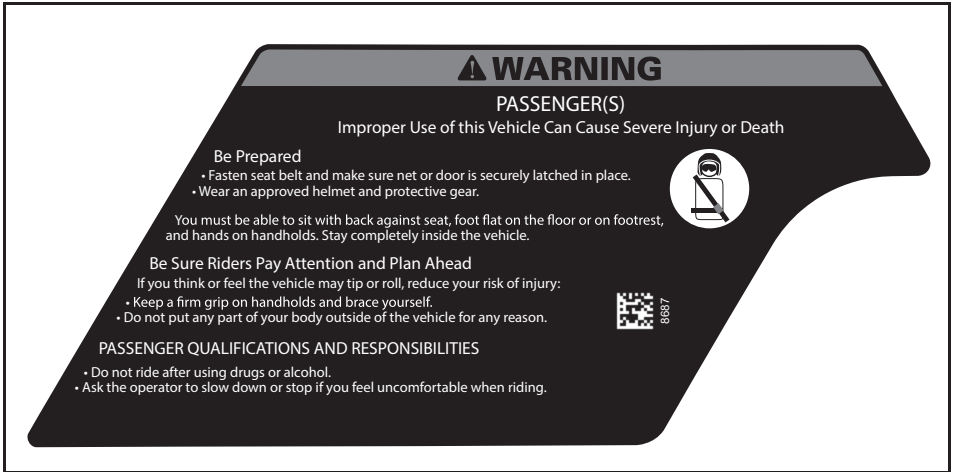 WARNING
PASSENGER(S)
Improper Use of this Vehicle Can Cause Severe Injury or Death
Be Prepared
• Fasten seat belt and make sure net or door is securely latched in place.
• Wear an approved helmet and protective gear.
You must be able to sit with back against seat, foot flat on the floor or on footrest,
and hands on handholds. Stay completely inside the vehicle.
Be Sure Riders Pay Attention and Plan Ahead
If you think or feel the vehicle may tip or roll, reduce your risk of injury:
• Keep a firm grip on handholds and brace yourself.
• Do not put any part of your body outside of the vehicle for any reason.
8687
PASSENGER QUALIFICATIONS AND RESPONSIBILITIES
• Do not ride after using drugs or alcohol.
• Ask the operator to slow down or stop if you feel uncomfortable when riding.